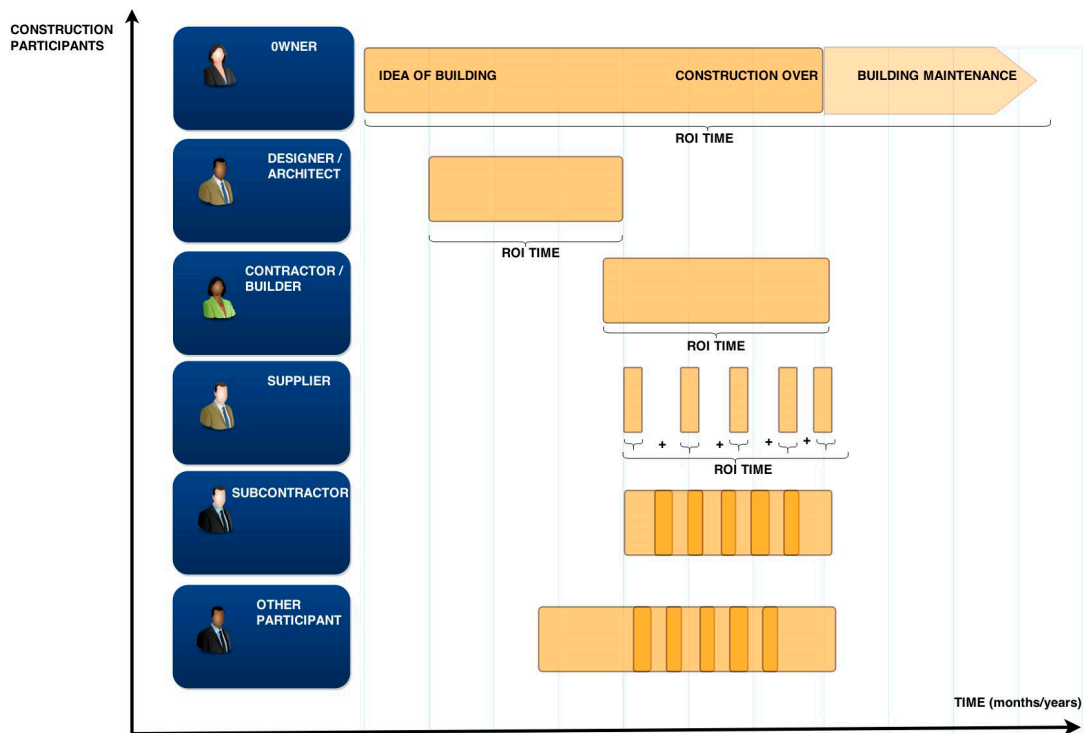 CONSTRUCTION
PARTICIPANTS
0WNER
IDEA OF BUILDING
CONSTRUCTION OVER
BUILDING MAINTENANCE
ROI TIME
DESIGNER /
ARCHITECT
ROI TIME
CONTRACTOR /
BUILDER
ROI TIME
SUPPLIER
+ + + +
ROI TIME
SUBCONTRACTOR
OTHER
PARTICIPANT
TIME (months/years)